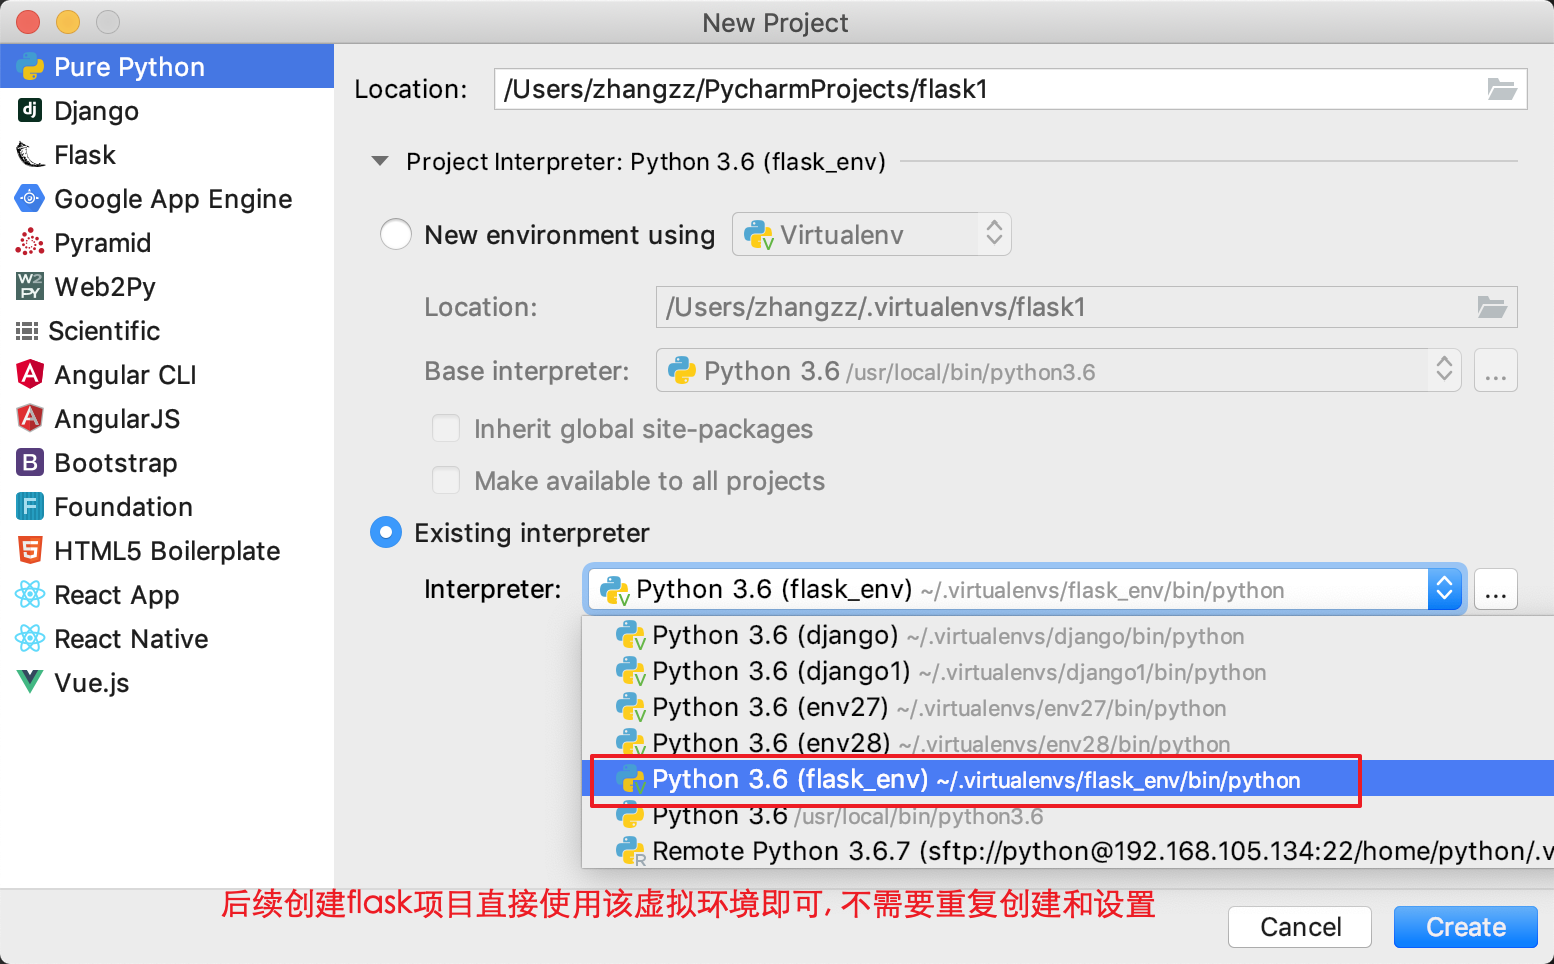 New Project
Pure Python
Django
Flask
Google App Engine
Pyramid
Web2Py
Scientific
Angular CLI
AngularJS
Bootstrap
Foundation
HTML5 Boilerplate
React App
React Native
Vue.js
Location: /Users/zhangzz/PycharmProjects/flask1
Project Interpreter: Python 3.6 (flask_env)
New environment using Virtualenv
Location: /Users/zhangzz/.virtualenvs/flask1
Base interpreter: Python 3.6 /usr/local/bin/python3.6 ...
Inherit global site-packages
Make available to all projects
Existing interpreter
Interpreter: Python 3.6 (flask_env) ~/.virtualenvs/flask_env/bin/python ...
Python 3.6 (django) ~/.virtualenvs/django/bin/python
Python 3.6 (django1) ~/.virtualenvs/django1/bin/python
Python 3.6 (env27) ~/.virtualenvs/env27/bin/python
Python 3.6 (env28) ~/.virtualenvs/env28/bin/python
Python 3.6 (flask_env) ~/.virtualenvs/flask_env/bin/python
Python 3.6 /usr/local/bin/python3.6
Remote Python 3.6.7 (sftp://python@192.168.105.134:22/home/python/.v
后续创建flask项目直接使用该虚拟环境即可, 不需要重复创建和设置
Cancel Create